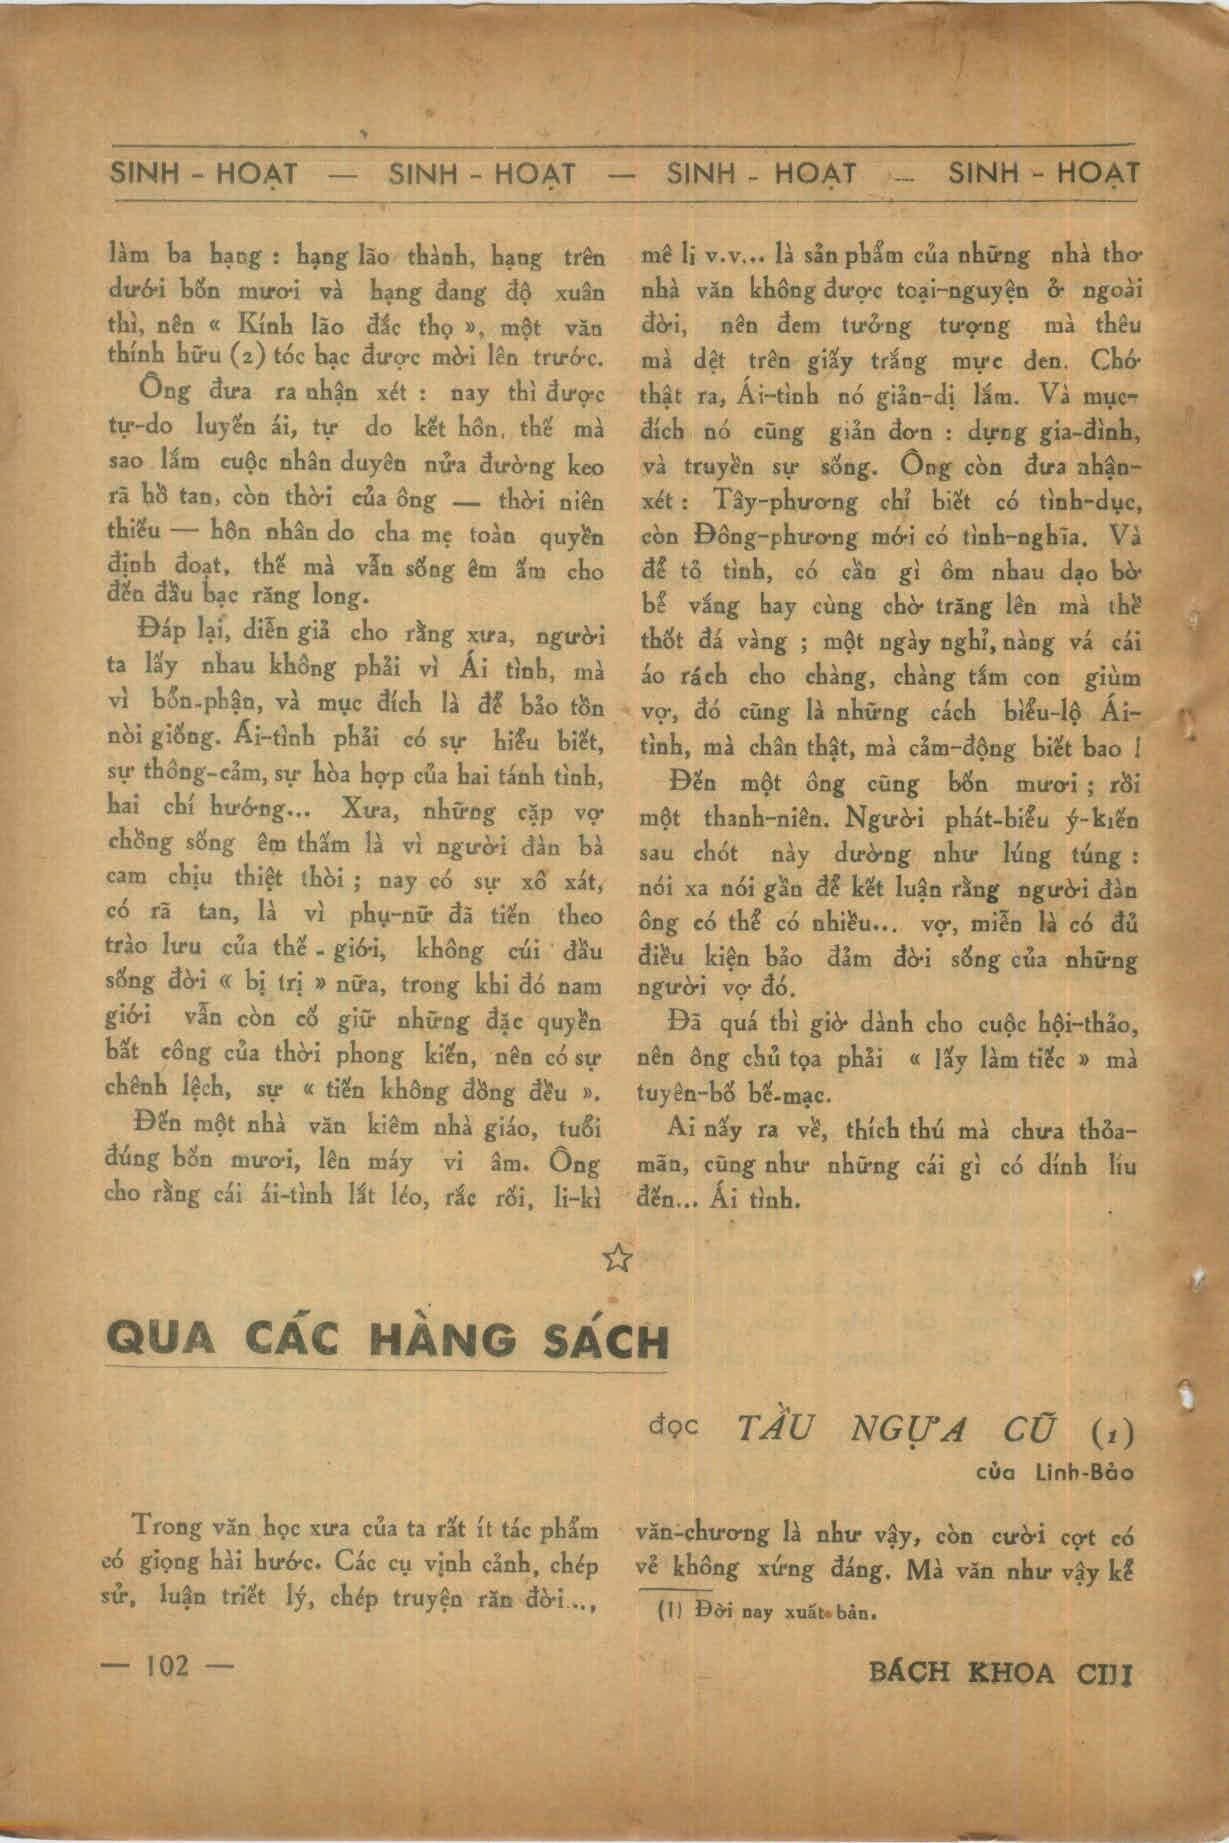 SINH - HOẠT — SINH - HOẠT — SINH - HOẠT — SINH - HOẠT
làm ba hạng : hạng lão thành, hạng trên
dưới bốn mươi và hạng đang độ xuân
thì, nên « Kính lão đắc thọ », một văn
thính hữu (2) tóc bạc được mời lên trước.
Ông đưa ra nhận xét : nay thì được
tự-do luyến ái, tự do kết hôn, thế mà
sao lắm cuộc nhân duyên nửa đường keo
rã hồ tan, còn thời của ông — thời niên
thiếu — hôn nhân do cha mẹ toàn quyền
định đoạt, thế mà vẫn sống êm ấm cho
đến đầu bạc răng long.
Đáp lại, diễn giả cho rằng xưa, người
ta lấy nhau không phải vì Ái tình, mà
vì bổn-phận, và mục đích là để bảo tồn
nòi giống. Ái-tình phải có sự hiểu biết,
sự thông-cảm, sự hòa hợp của hai tánh tình,
hai chí hướng... Xưa, những cặp vợ
chồng sống êm thấm là vì người đàn bà
cam chịu thiệt thòi ; nay có sự xô xát,
có rã tan, là vì phụ-nữ đã tiến theo
trào lưu của thế - giới, không cúi đầu
sống đời « bị trị » nữa, trong khi đó nam
giới vẫn còn cố giữ những đặc quyền
bất công của thời phong kiến, nên có sự
chênh lệch, sự « tiến không đồng đều ».
Đến một nhà văn kiêm nhà giáo, tuổi
đúng bốn mươi, lên máy vi âm. Ông
cho rằng cái ái-tình lắt léo, rắc rối, li-kì
mê li v.v... là sản phẩm của những nhà thơ
nhà văn không được toại-nguyện ở ngoài
đời, nên đem tưởng tượng mà thêu
mà dệt trên giấy trắng mực đen. Chớ
thật ra, Ái-tình nó giản-dị lắm. Và mục-
đích nó cũng giản đơn : dựng gia-đình,
và truyền sự sống. Ông còn đưa nhận-
xét : Tây-phương chỉ biết có tình-dục,
còn Đông-phương mới có tình-nghĩa. Và
để tỏ tình, có cần gì ôm nhau dạo bờ
bể vắng hay cùng chờ trăng lên mà thề
thốt đá vàng ; một ngày nghỉ, nàng vá cái
áo rách cho chàng, chàng tắm con giùm
vợ, đó cũng là những cách biểu-lộ Ái-
tình, mà chân thật, mà cảm-động biết bao !
Đến một ông cũng bốn mươi ; rồi
một thanh-niên. Người phát-biểu ý-kiến
sau chót này dường như lúng túng :
nói xa nói gần để kết luận rằng người đàn
ông có thể có nhiều... vợ, miễn là có đủ
điều kiện bảo đảm đời sống của những
người vợ đó.
Đã quá thì giờ dành cho cuộc hội-thảo,
nên ông chủ tọa phải « lấy làm tiếc » mà
tuyên-bố bế-mạc.
Ai nấy ra về, thích thú mà chưa thỏa-
mãn, cũng như những cái gì có dính líu
đến... Ái tình.
QUA CÁC HÀNG SÁCH
đọc TẦU NGỰA CŨ (1)
của Linh-Bảo
Trong văn học xưa của ta rất ít tác phẩm
có giọng hài hước. Các cụ vịnh cảnh, chép
sử, luận triết lý, chép truyện răn đời...,
văn-chương là như vậy, còn cười cợt có
vẻ không xứng đáng. Mà văn như vậy kể
(1) Đời nay xuất bản.
— 102 —
BÁCH KHOA CIII